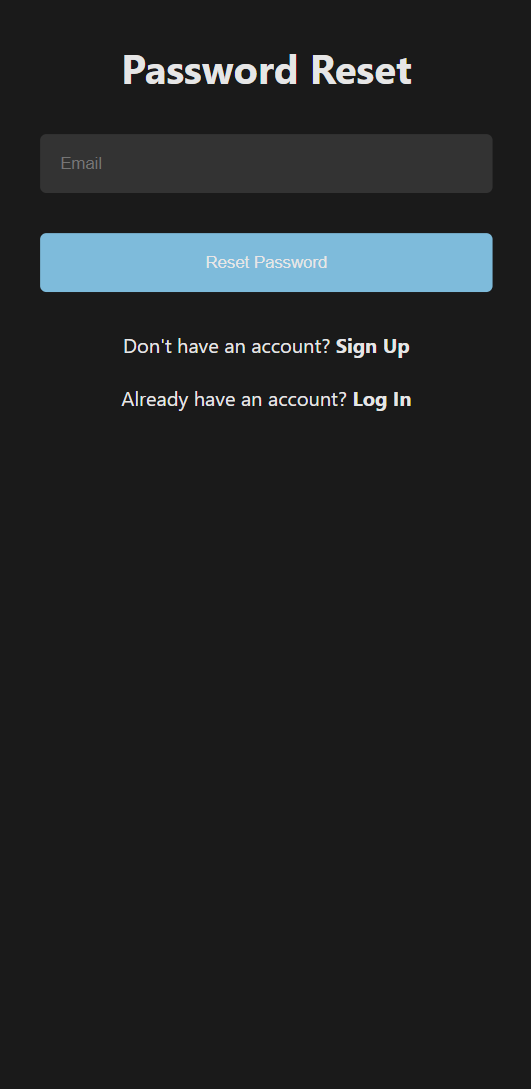 Password Reset
Email
Reset Password
Don't have an account? Sign Up
Already have an account? Log In